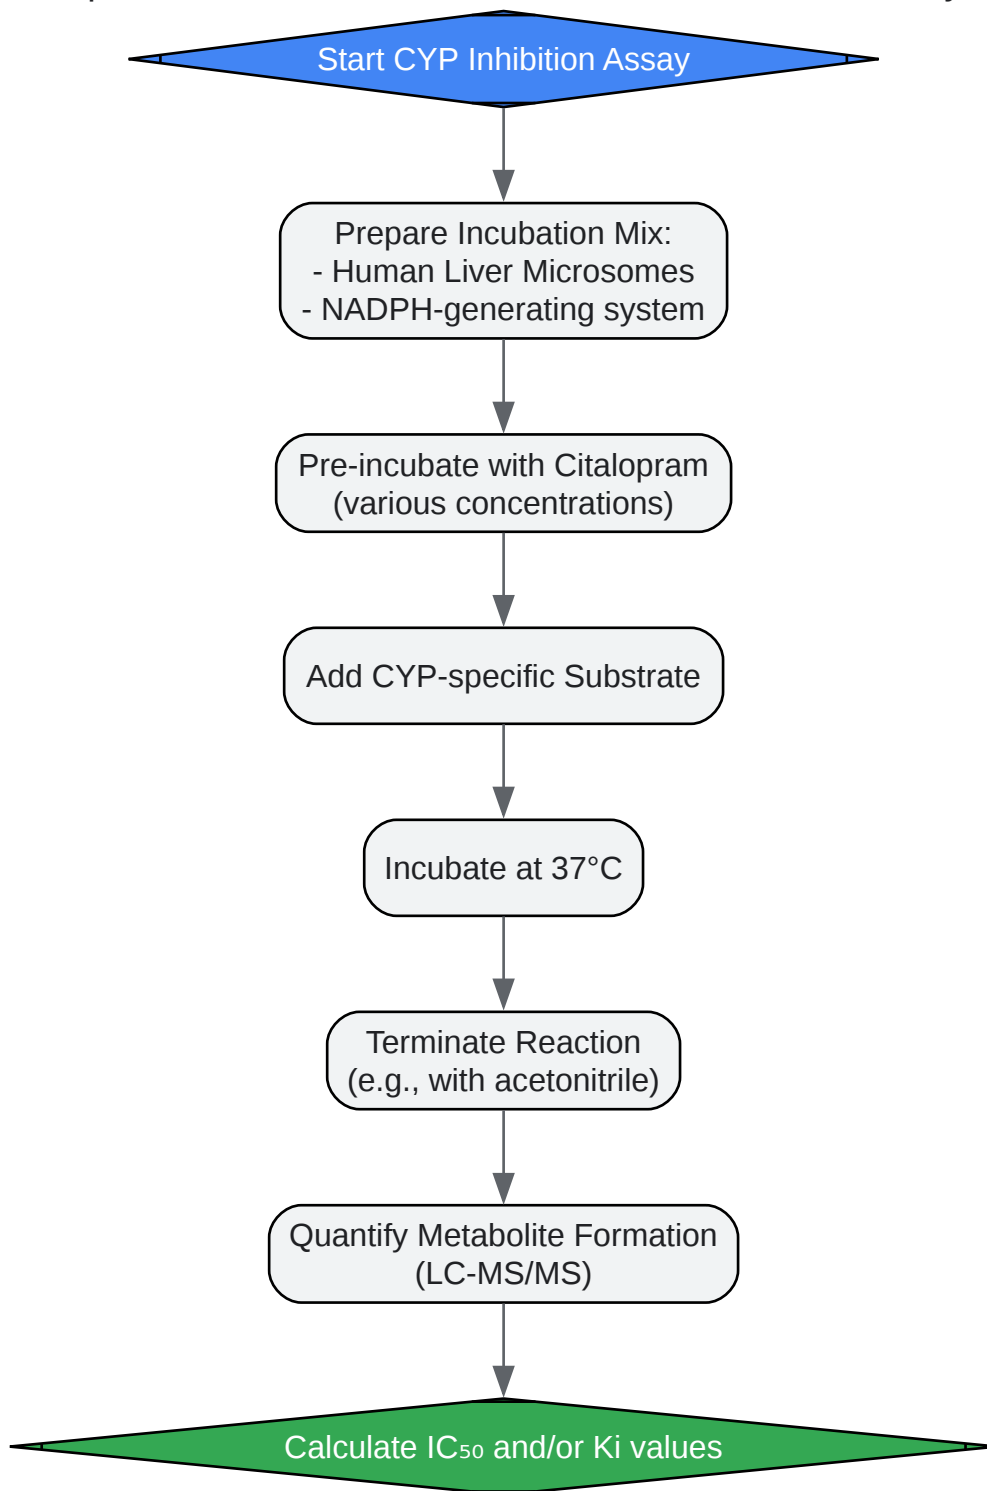 Start CYP Inhibition Assay
Prepare Incubation Mix:
- Human Liver Microsomes
- NADPH-generating system
Pre-incubate with Citalopram
(various concentrations)
Add CYP-specific Substrate
Incubate at 37°C
Terminate Reaction
(e.g., with acetonitrile)
Quantify Metabolite Formation
(LC-MS/MS)
Calculate IC₅₀ and/or Ki values